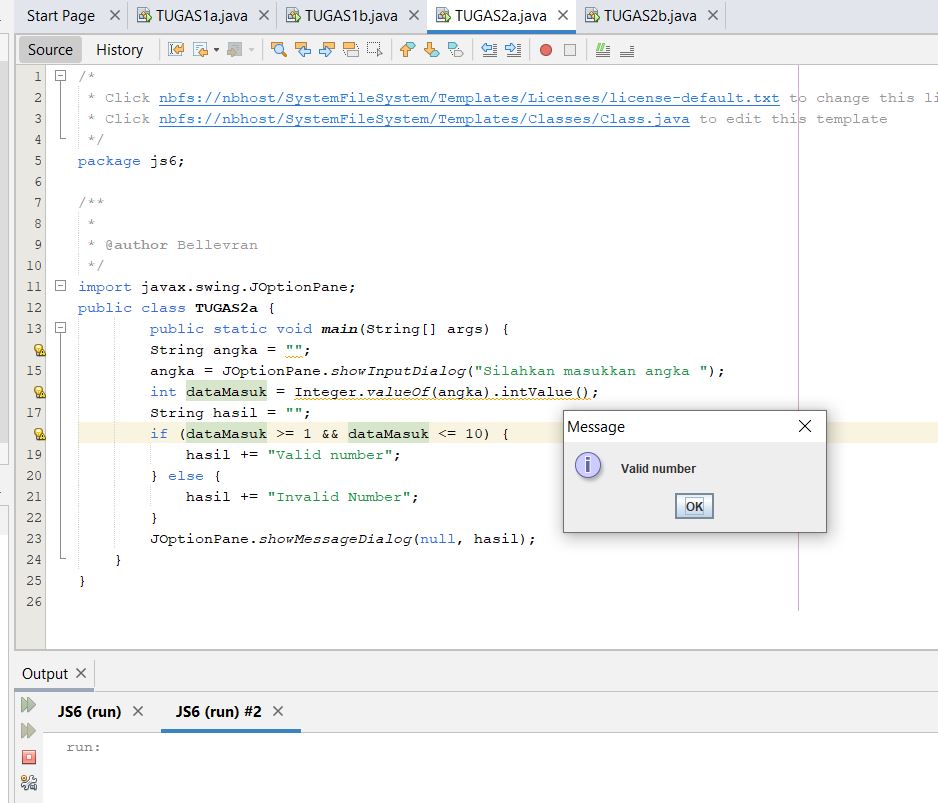 Start Page TUGAS1a.java TUGAS1b.java TUGAS2a.java TUGAS2b.java
Source History
1 /*
2 * Click nbfs://nbhost/SystemFileSystem/Templates/Licenses/license-default.txt to change this li
3 * Click nbfs://nbhost/SystemFileSystem/Templates/Classes/Class.java to edit this template
4 */
5 package js6;
6
7 /**
8 *
9 * @author Bellevran
10 */
11 import javax.swing.JOptionPane;
12 public class TUGAS2a {
13 public static void main(String[] args) {
String angka = "";
15 angka = JOptionPane.showInputDialog("Silahkan masukkan angka ");
int dataMasuk = Integer.valueOf(angka).intValue();
17 String hasil = "";
if (dataMasuk >= 1 && dataMasuk <= 10) {
19 hasil += "Valid number";
20 } else {
21 hasil += "Invalid Number";
22 }
23 JOptionPane.showMessageDialog(null, hasil);
24 }
25 }
26
Message
Valid number
OK
Output
JS6 (run) JS6 (run) #2
run: